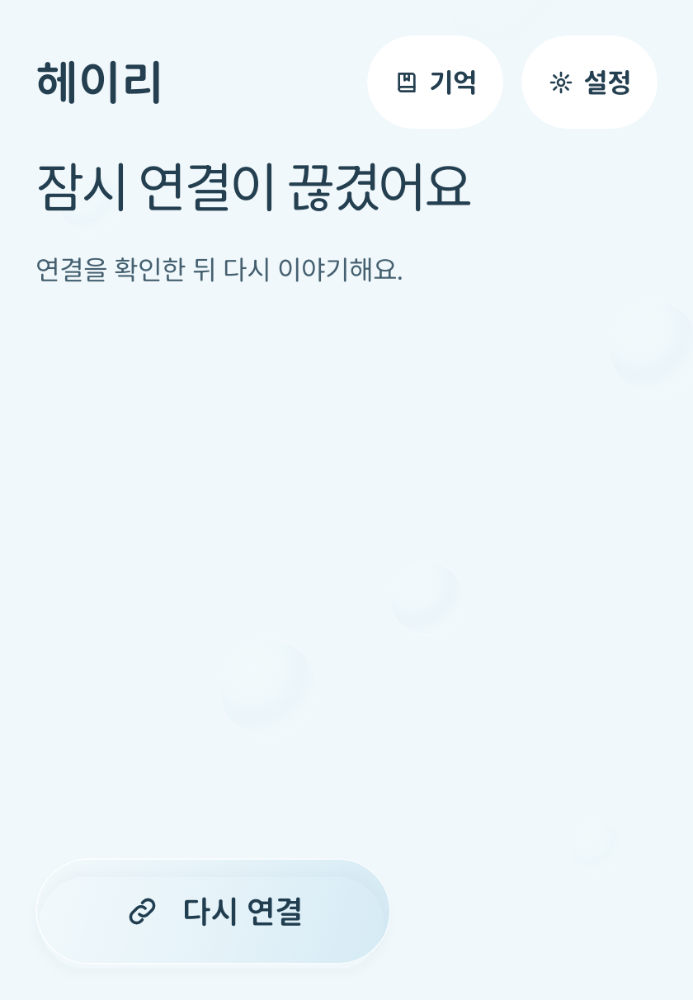 헤이리
기억
설정
잠시 연결이 끊겼어요
연결을 확인한 뒤 다시 이야기해요.
다시 연결